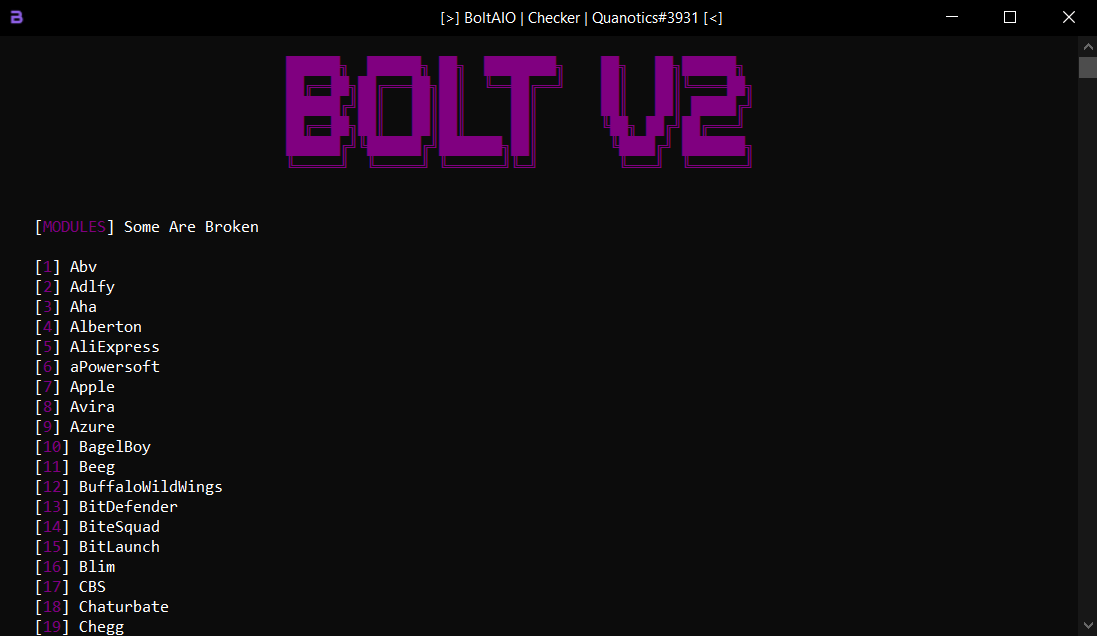 [>] BoltAIO | Checker | Quanotics#3931 [<]
BOLT V2
[MODULES] Some Are Broken
[1] Abv
[2] Adlfy
[3] Aha
[4] Alberton
[5] AliExpress
[6] aPowersoft
[7] Apple
[8] Avira
[9] Azure
[10] BagelBoy
[11] Beeg
[12] BuffaloWildWings
[13] BitDefender
[14] BiteSquad
[15] BitLaunch
[16] Blim
[17] CBS
[18] Chaturbate
[19] Chegg